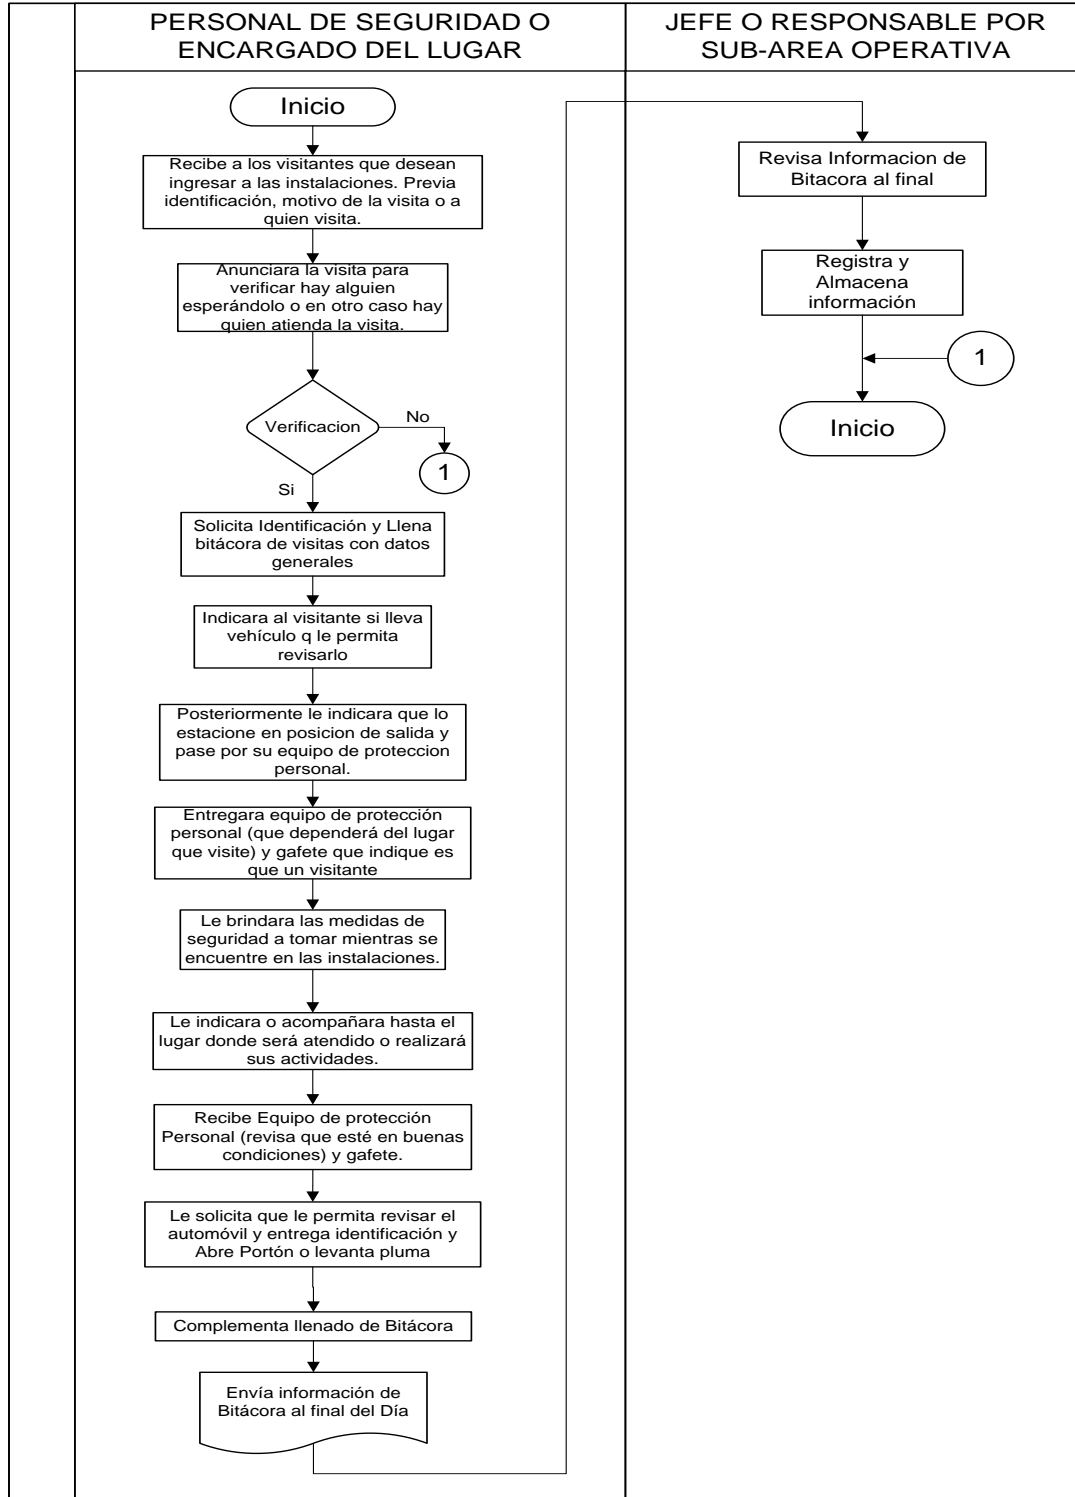 PERSONAL DE SEGURIDAD O
ENCARGADO DEL LUGAR
JEFE O RESPONSABLE POR
SUB-AREA OPERATIVA
Inicio
Recibe a los visitantes que desean
ingresar a las instalaciones. Previa
identificación, motivo de la visita o a
quien visita.
Anunciara la visita para
verificar hay alguien
esperándolo o en otro caso hay
quien atienda la visita.
Verificacion
No
1
Si
Solicita Identificación y Llena
bitácora de visitas con datos
generales
Indicara al visitante si lleva
vehículo q le permita
revisarlo
Posteriormente le indicara que lo
estacione en posicion de salida y
pase por su equipo de proteccion
personal.
Entregara equipo de protección
personal (que dependerá del lugar
que visite) y gafete que indique es
que un visitante
Le brindara las medidas de
seguridad a tomar mientras se
encuentre en las instalaciones.
Le indicara o acompañara hasta el
lugar donde será atendido o realizará
sus actividades.
Recibe Equipo de protección
Personal (revisa que esté en buenas
condiciones) y gafete.
Le solicita que le permita revisar el
automóvil y entrega identificación y
Abre Portón o levanta pluma
Complementa llenado de Bitácora
Envía información de
Bitácora al final del Día
Revisa Informacion de
Bitacora al final
Registra y
Almacena
información
1
Inicio